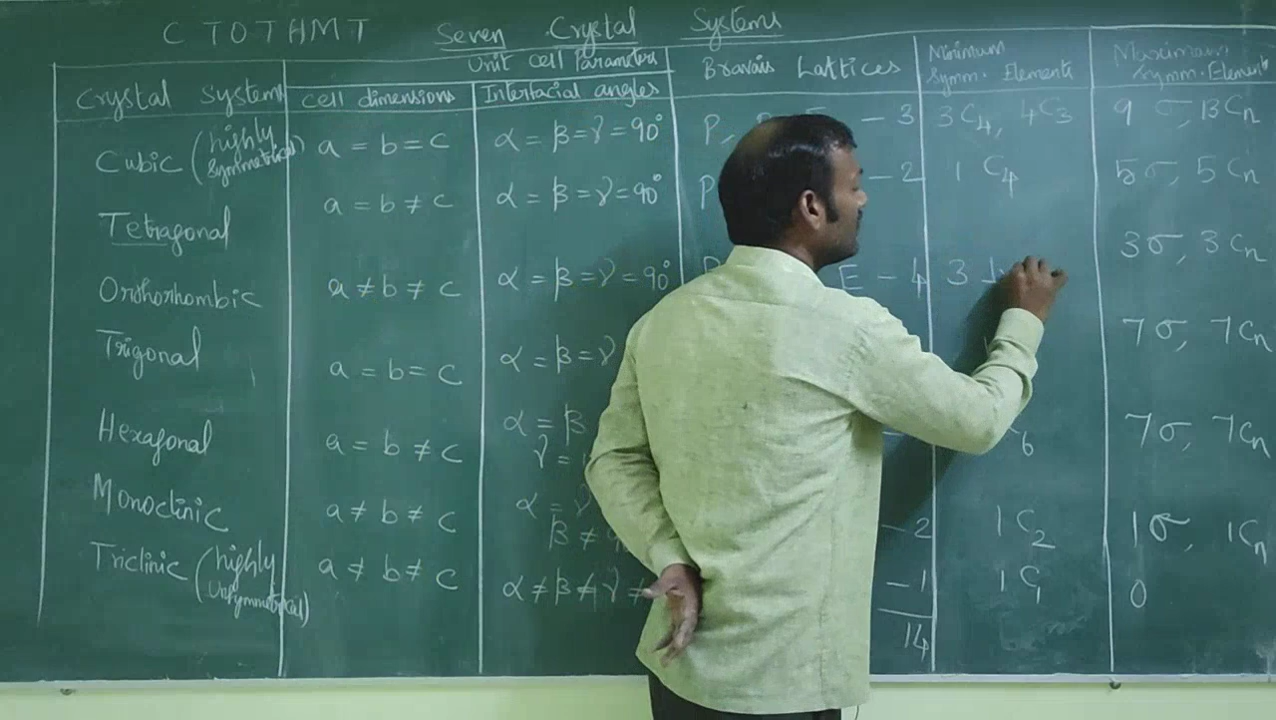 C T O T H M T Seven Crystal Systems
Crystal Systems
Unit cell Parameters
Cell dimensions Interfacial angles
Bravais Lattices
Minimum
Symm. Elements
Maximum
Symm. Elements
Cubic (highly symmetrical) a = b = c α = β = γ = 90° P, - 3 3C4, 4C3 9 σ, 13Cn
Tetragonal a = b ≠ c α = β = γ = 90° P - 2 1 C4 5σ, 5Cn
Orthorhombic a ≠ b ≠ c α = β = γ = 90° E - 4 3 3σ, 3Cn
Trigonal a = b = c α = β = γ 7σ, 7Cn
Hexagonal a = b ≠ c α = β
γ = 6 7σ, 7Cn
Monoclinic a ≠ b ≠ c α = γ
β ≠ - 2 1C2 1σ, 1Cn
Triclinic (highly Unsymmetrical) a ≠ b ≠ c α ≠ β ≠ γ ≠ - 1 1C1 0
14